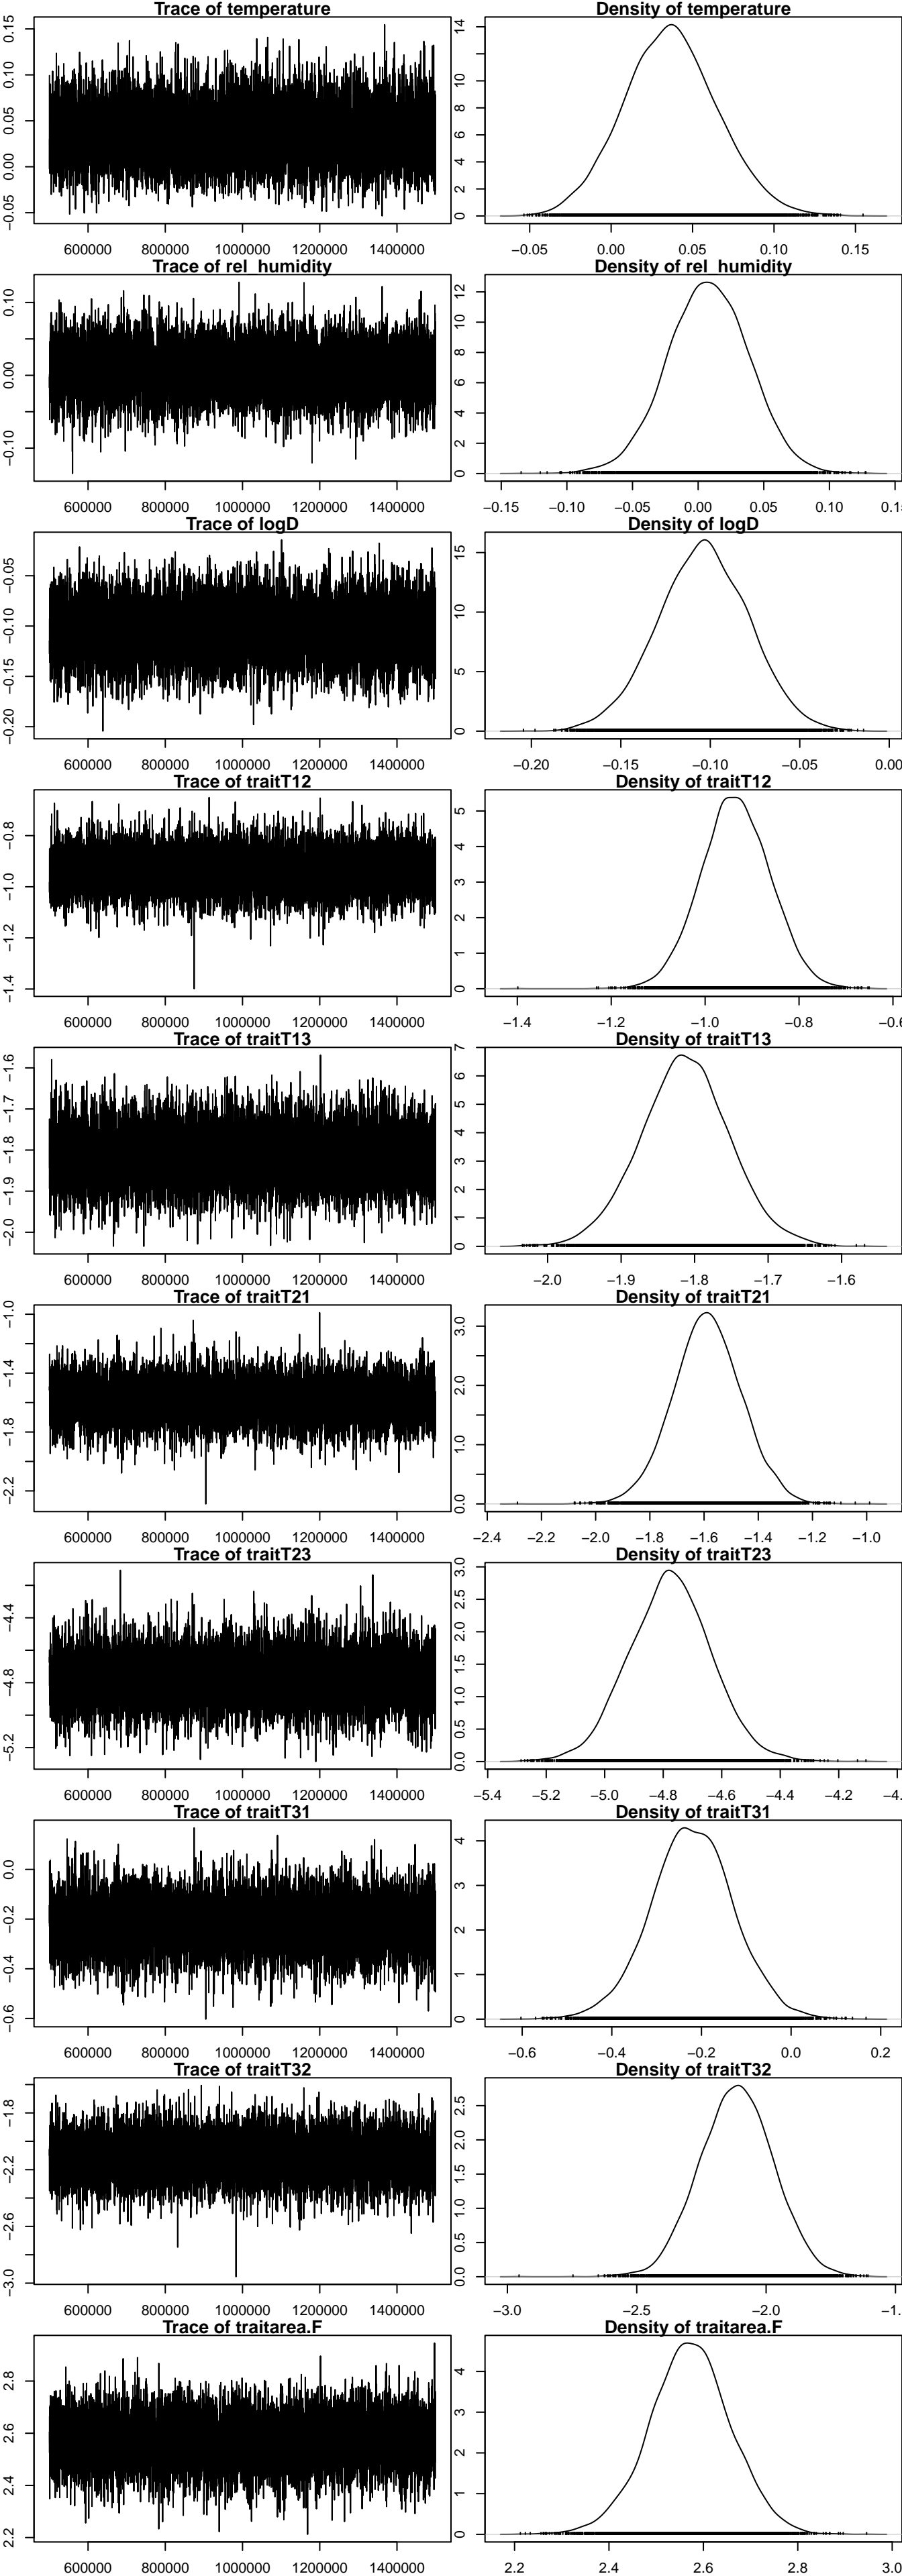 Trace of temperature
0.15
0.10
0.05
0.00
−0.05
600000 800000 1000000 1200000 1400000
Density of temperature
14
10
8
6
4
2
0
−0.05 0.00 0.05 0.10 0.15
Trace of rel_humidity
0.10
0.00
−0.10
600000 800000 1000000 1200000 1400000
Density of rel_humidity
12
10
8
6
4
2
0
−0.15 −0.10 −0.05 0.00 0.05 0.10
Trace of logD
−0.05
−0.10
−0.15
−0.20
600000 800000 1000000 1200000 1400000
Density of logD
15
10
5
0
−0.20 −0.15 −0.10 −0.05 0.00
Trace of traitT12
−0.8
−1.0
−1.2
−1.4
600000 800000 1000000 1200000 1400000
Density of traitT12
5
4
3
2
1
0
−1.4 −1.2 −1.0 −0.8 −0.6
Trace of traitT13
−1.6
−1.7
−1.8
−1.9
−2.0
600000 800000 1000000 1200000 1400000
Density of traitT13
7
6
5
4
3
2
1
0
−2.0 −1.9 −1.8 −1.7 −1.6
Trace of traitT21
−1.0
−1.4
−1.8
−2.2
600000 800000 1000000 1200000 1400000
Density of traitT21
3.0
2.0
1.0
0.0
−2.4 −2.2 −2.0 −1.8 −1.6 −1.4 −1.2 −1.0
Trace of traitT23
−4.4
−4.8
−5.2
600000 800000 1000000 1200000 1400000
Density of traitT23
3.0
2.5
2.0
1.5
1.0
0.5
0.0
−5.4 −5.2 −5.0 −4.8 −4.6 −4.4 −4.2
Trace of traitT31
0.0
−0.2
−0.4
−0.6
600000 800000 1000000 1200000 1400000
Density of traitT31
4
3
2
1
0
−0.6 −0.4 −0.2 0.0 0.2
Trace of traitT32
−1.8
−2.2
−2.6
−3.0
600000 800000 1000000 1200000 1400000
Density of traitT32
2.5
2.0
1.5
1.0
0.5
0.0
−3.0 −2.5 −2.0
Trace of traitarea.F
2.8
2.6
2.4
2.2
Density of traitarea.F
4
3
2
1
0
2.2 2.4 2.6 2.8 3.0